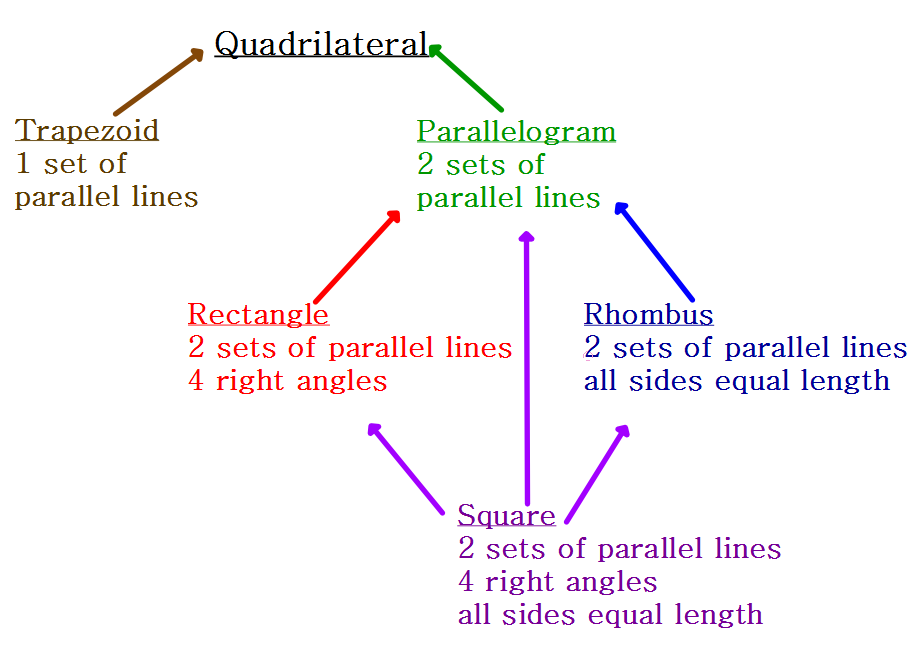 Quadrilateral
Trapezoid
1 set of
parallel lines
Parallelogram
2 sets of
parallel lines
Rectangle
2 sets of parallel lines
4 right angles
Rhombus
2 sets of parallel lines
all sides equal length
Square
2 sets of parallel lines
4 right angles
all sides equal length